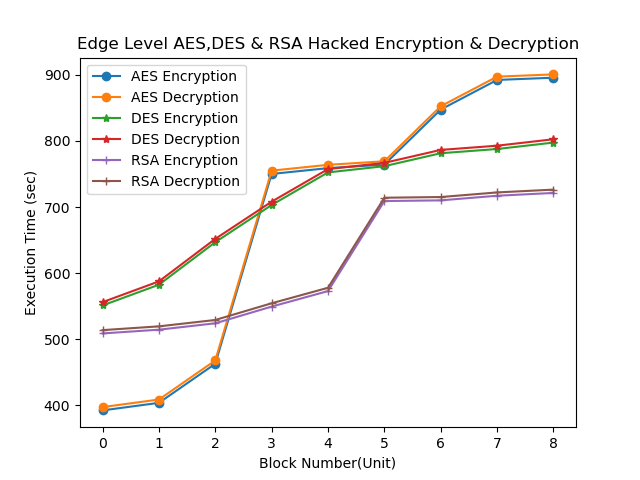 Edge Level AES,DES & RSA Hacked Encryption & Decryption
AES Encryption
AES Decryption
DES Encryption
DES Decryption
RSA Encryption
RSA Decryption
Execution Time (sec)
900
800
700
600
500
400
0 1 2 3 4 5 6 7 8
Block Number(Unit)